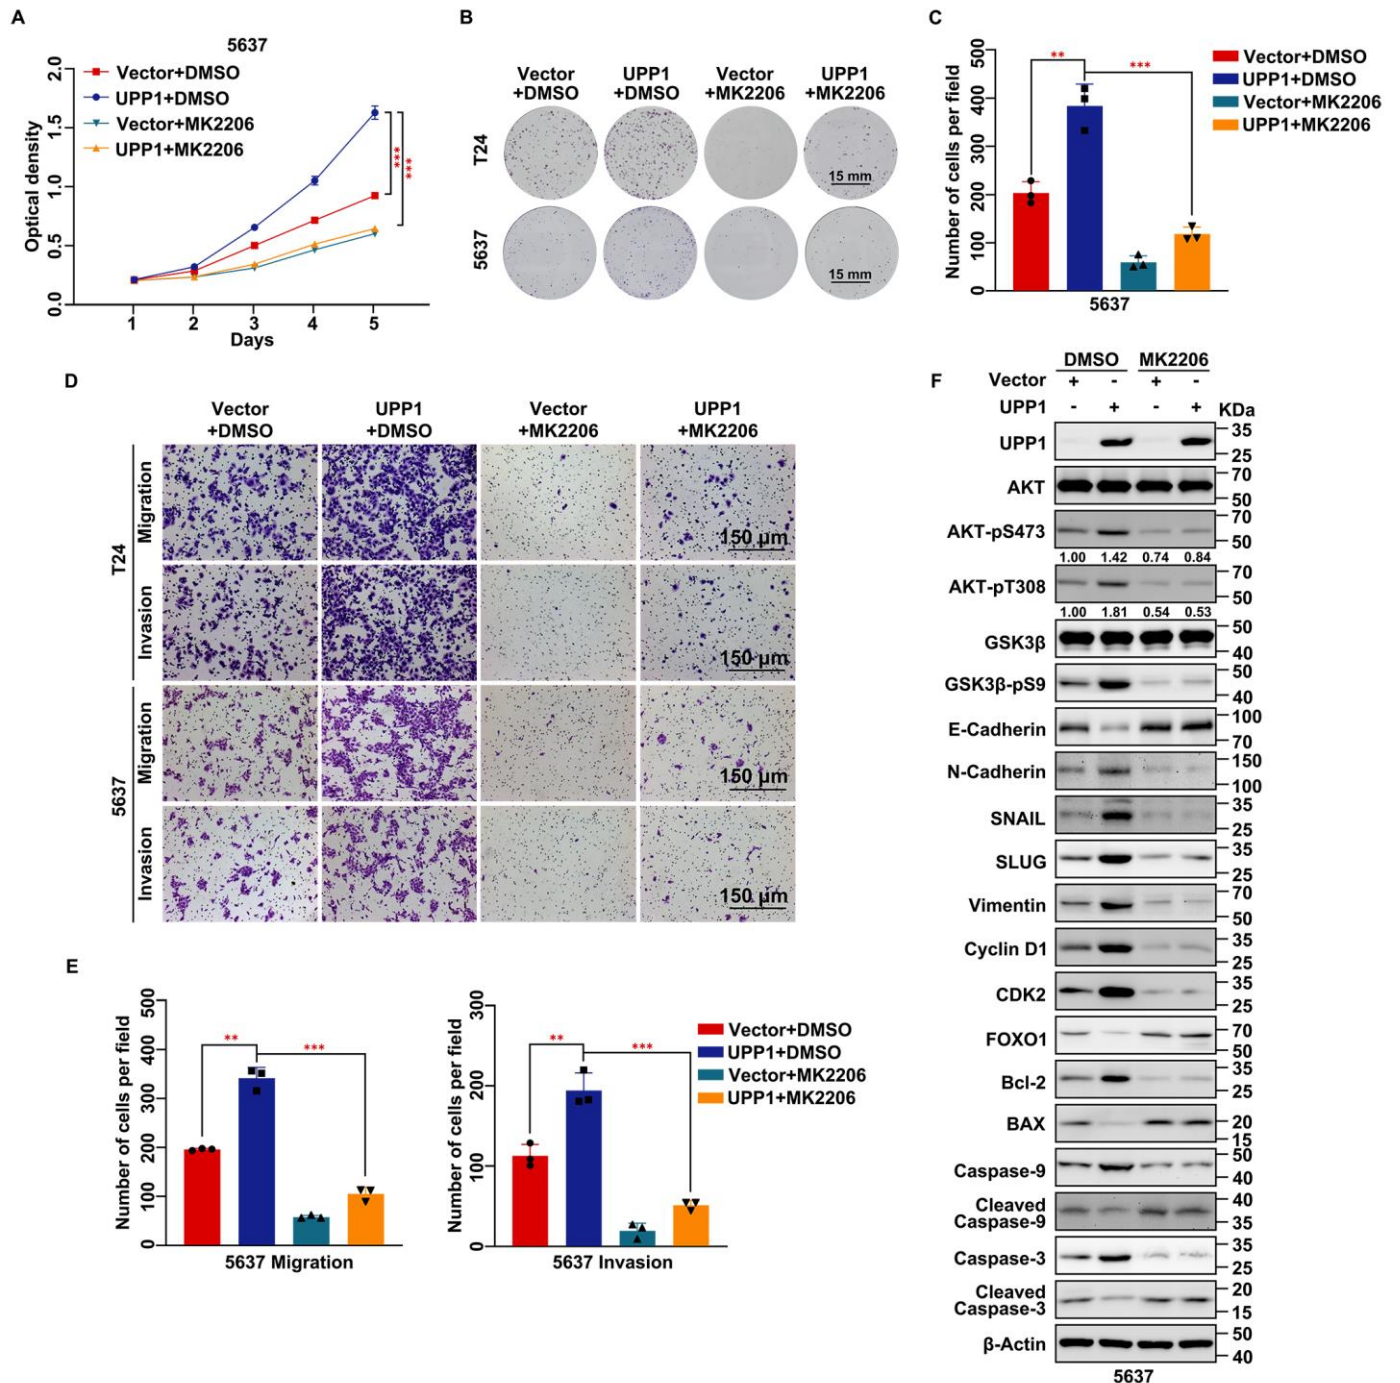 A
5637
2.0
1.5
1.0
0.5
0.0
Optical density
Vector+DMSO
UPP1+DMSO
Vector+MK2206
UPP1+MK2206
***
***
1 2 3 4 5
Days
B
Vector +DMSO
UPP1 +DMSO
Vector +MK2206
UPP1 +MK2206
T24
15 mm
5637
15 mm
C
500
400
300
200
100
0
Number of cells per field
**
***
5637
Vector+DMSO
UPP1+DMSO
Vector+MK2206
UPP1+MK2206
D
Vector +DMSO
UPP1 +DMSO
Vector +MK2206
UPP1 +MK2206
T24
Migration
150 μm
Invasion
150 μm
5637
Migration
150 μm
Invasion
150 μm
E
500
400
300
200
100
0
Number of cells per field
**
***
5637 Migration
300
200
100
0
Number of cells per field
**
***
5637 Invasion
Vector+DMSO
UPP1+DMSO
Vector+MK2206
UPP1+MK2206
F
DMSO MK2206
Vector + - + -
UPP1 - + - + KDa
UPP1 35 25
AKT 70 50
AKT-pS473 70 50
1.00 1.42 0.74 0.84
AKT-pT308 70 50
1.00 1.81 0.54 0.53
GSK3β 50 40
GSK3β-pS9 50 40
E-Cadherin 100 70
N-Cadherin 150 100
SNAIL 35 25
SLUG 35 25
Vimentin 70 50
Cyclin D1 35 25
CDK2 35 25
FOXO1 70 50
Bcl-2 35 25
BAX 20 15
Caspase-9 50 40
Cleaved Caspase-9 40 35
Caspase-3 35 25
Cleaved Caspase-3 20 15
β-Actin 50 40
5637